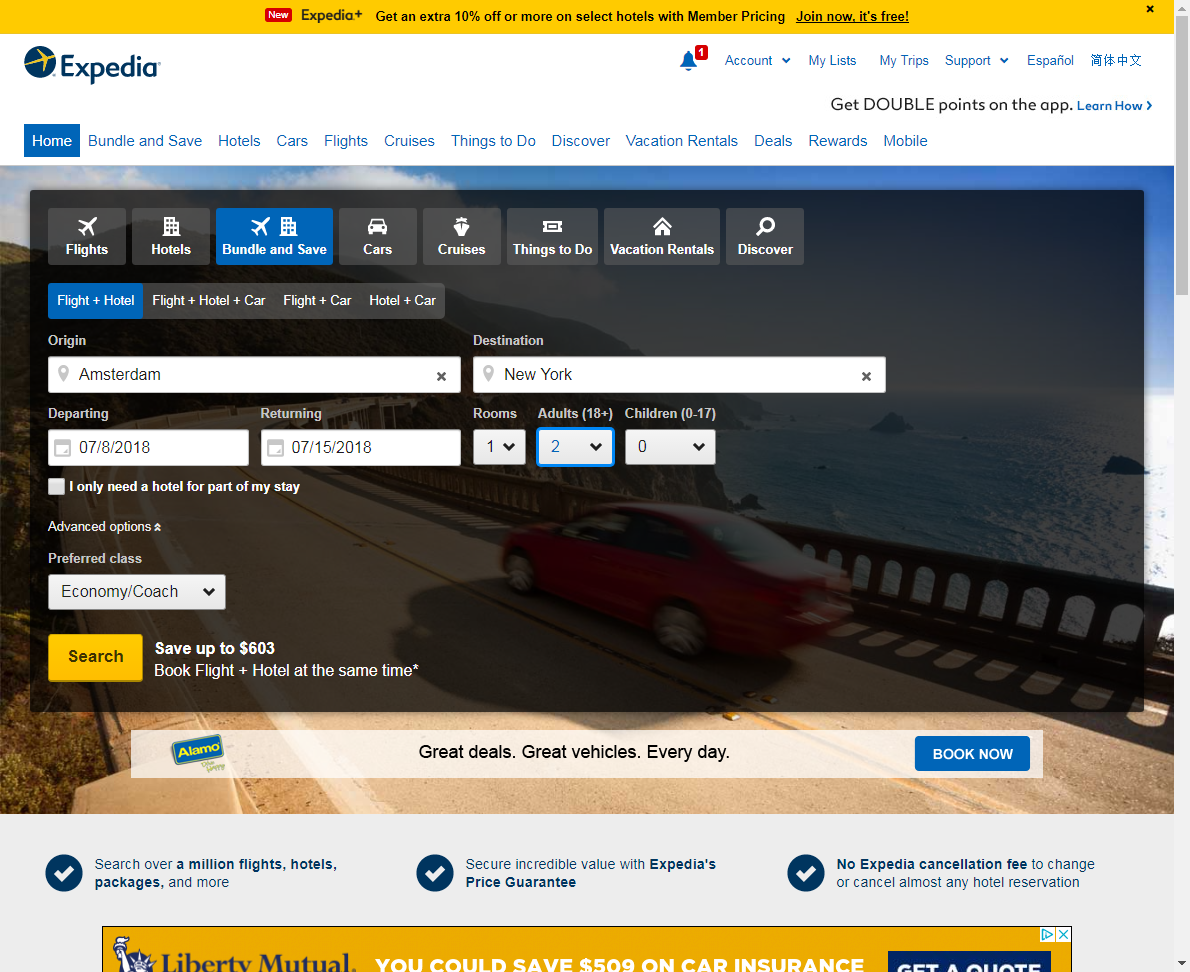 New Expedia+ Get an extra 10% off or more on select hotels with Member Pricing Join now, it's free!
Expedia
1 Account My Lists My Trips Support Español 简体中文
Get DOUBLE points on the app. Learn How
Home Bundle and Save Hotels Cars Flights Cruises Things to Do Discover Vacation Rentals Deals Rewards Mobile
Flights Hotels Bundle and Save Cars Cruises Things to Do Vacation Rentals Discover
Flight + Hotel Flight + Hotel + Car Flight + Car Hotel + Car
Origin Destination
Amsterdam New York
Departing Returning Rooms Adults (18+) Children (0-17)
07/8/2018 07/15/2018 1 2 0
I only need a hotel for part of my stay
Advanced options
Preferred class
Economy/Coach
Search
Save up to $603
Book Flight + Hotel at the same time*
Alamo Great deals. Great vehicles. Every day. BOOK NOW
Search over a million flights, hotels,
packages, and more
Secure incredible value with Expedia's
Price Guarantee
No Expedia cancellation fee to change
or cancel almost any hotel reservation
Liberty Mutual. YOU COULD SAVE $509 ON CAR INSURANCE GET A QUOTE